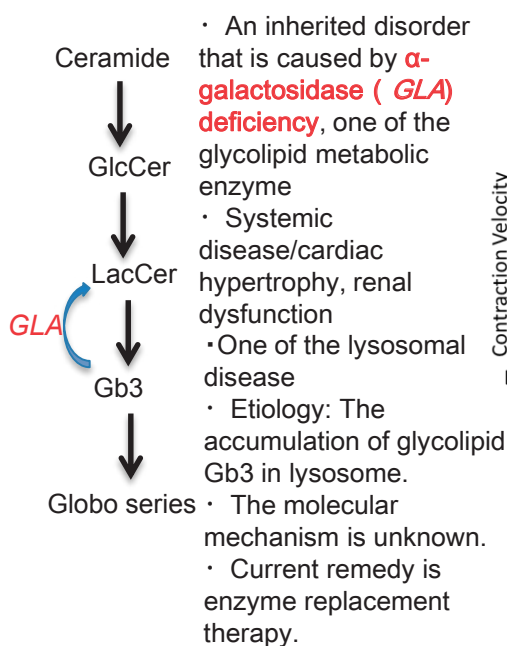 Ceramide
GlcCer
LacCer
GLA
Gb3
Globo series
・ An inherited disorder
that is caused by α-
galactosidase ( GLA)
deficiency, one of the
glycolipid metabolic
enzyme
・ Systemic
disease/cardiac
hypertrophy, renal
dysfunction
・One of the lysosomal
disease
・ Etiology: The
accumulation of glycolipid
Gb3 in lysosome.
・ The molecular
mechanism is unknown.
・ Current remedy is
enzyme replacement
therapy.
Contraction Velocity